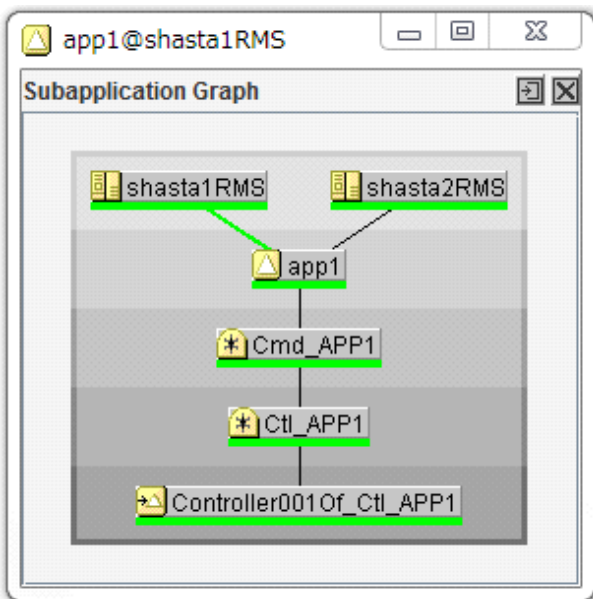 app1@shasta1RMS
Subapplication Graph
shasta1RMS shasta2RMS
app1
Cmd_APP1
Ctl_APP1
Controller001Of_Ctl_APP1